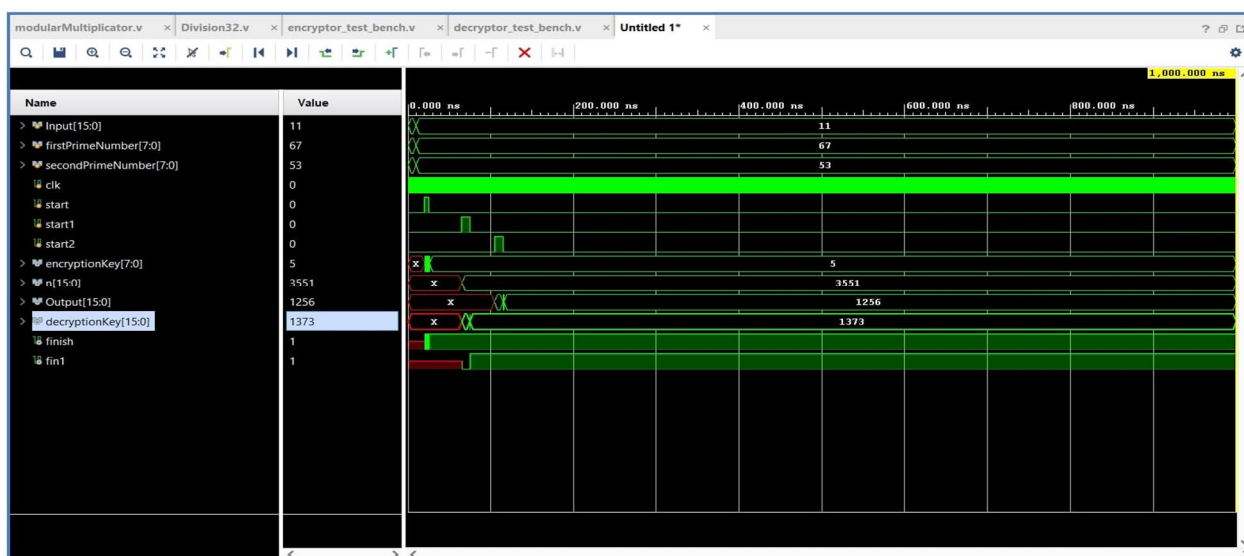 modularMultiplicator.v × Division32.v × encryptor_test_bench.v × decryptor_test_bench.v × Untitled 1* ×
1,000.000 ns
Name Value 0.000 ns 200.000 ns 400.000 ns 600.000 ns 800.000 ns
Input[15:0] 11 11
firstPrimeNumber[7:0] 67 67
secondPrimeNumber[7:0] 53 53
clk 0
start 0
start1 0
start2 0
encryptionKey[7:0] 5 x 5
n[15:0] 3551 x 3551
Output[15:0] 1256 x 1256
decryptionKey[15:0] 1373 x 1373
finish 1
fin1 1